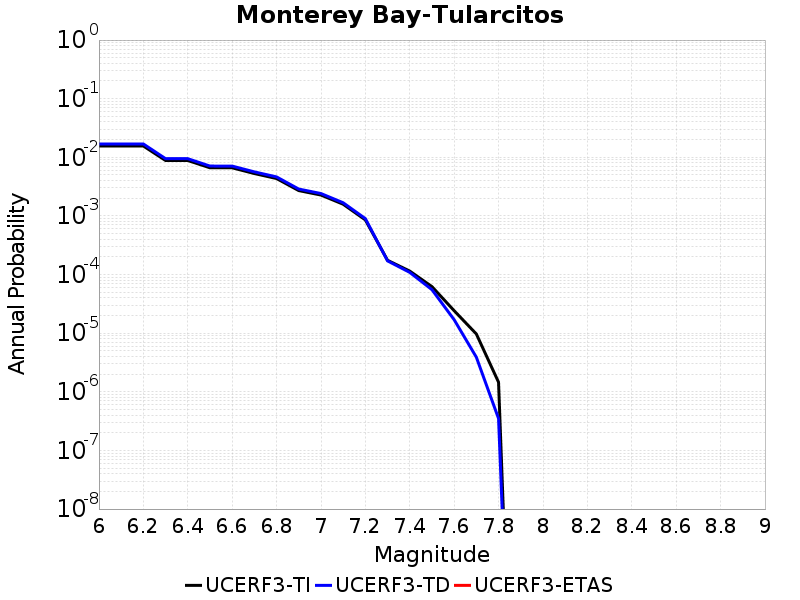 Monterey Bay-Tularcitos
10^0
10^-1
10^-2
10^-3
10^-4
10^-5
10^-6
10^-7
10^-8
Annual Probability
6 6.2 6.4 6.6 6.8 7 7.2 7.4 7.6 7.8 8 8.2 8.4 8.6 8.8 9
Magnitude
UCERF3-TI UCERF3-TD UCERF3-ETAS